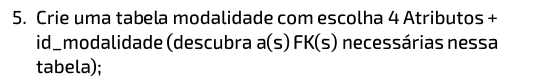 5. Crie uma tabela modalidade com escolha 4 Atributos +
id_modalidade (descubra a(s) FK(s) necessárias nessa
tabela);